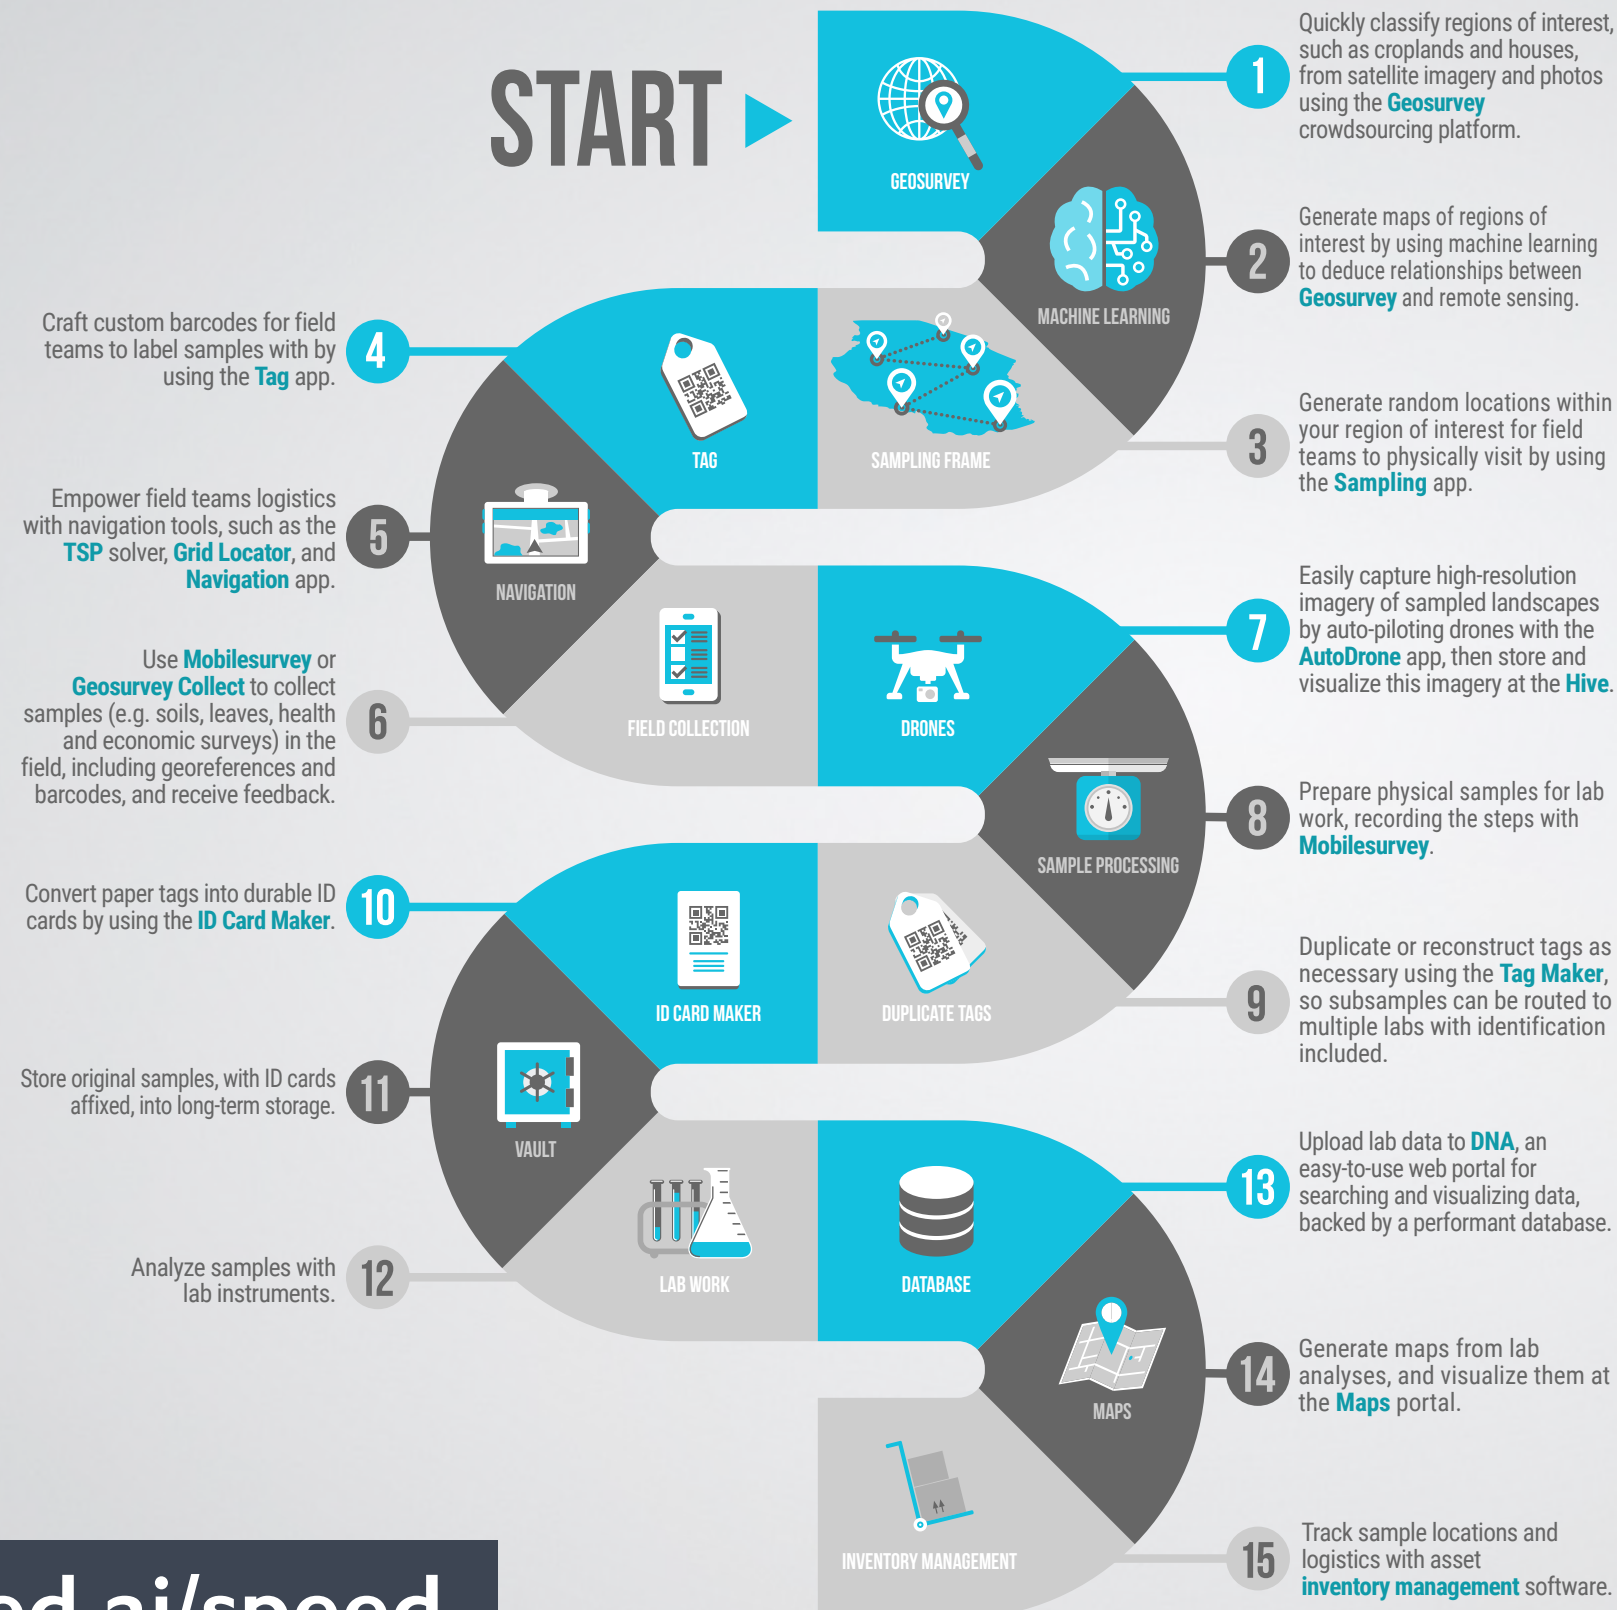 START
GEOSURVEY
1
Quickly classify regions of interest,
such as croplands and houses,
from satellite imagery and photos
using the Geosurvey
crowdsourcing platform.
MACHINE LEARNING
2
Generate maps of regions of
interest by using machine learning
to deduce relationships between
Geosurvey and remote sensing.
SAMPLING FRAME
3
Generate random locations within
your region of interest for field
teams to physically visit by using
the Sampling app.
Craft custom barcodes for field
teams to label samples with by
using the Tag app.
4
TAG
Empower field teams logistics
with navigation tools, such as the
TSP solver, Grid Locator, and
Navigation app.
5
NAVIGATION
Use Mobilesurvey or
Geosurvey Collect to collect
samples (e.g. soils, leaves, health
and economic surveys) in the
field, including georeferences and
barcodes, and receive feedback.
6
FIELD COLLECTION
DRONES
7
Easily capture high-resolution
imagery of sampled landscapes
by auto-piloting drones with the
AutoDrone app, then store and
visualize this imagery at the Hive.
SAMPLE PROCESSING
8
Prepare physical samples for lab
work, recording the steps with
Mobilesurvey.
DUPLICATE TAGS
9
Duplicate or reconstruct tags as
necessary using the Tag Maker,
so subsamples can be routed to
multiple labs with identification
included.
Convert paper tags into durable ID
cards by using the ID Card Maker.
10
ID CARD MAKER
Store original samples, with ID cards
affixed, into long-term storage.
11
VAULT
Analyze samples with
lab instruments.
12
LAB WORK
DATABASE
13
Upload lab data to DNA, an
easy-to-use web portal for
searching and visualizing data,
backed by a performant database.
MAPS
14
Generate maps from lab
analyses, and visualize them at
the Maps portal.
INVENTORY MANAGEMENT
15
Track sample locations and
logistics with asset
inventory management software.